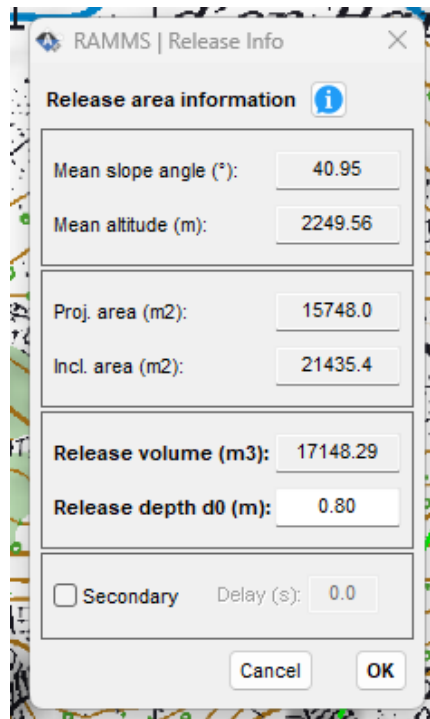 RAMMS | Release Info
Release area information
Mean slope angle (°): 40.95
Mean altitude (m): 2249.56
Proj. area (m2): 15748.0
Incl. area (m2): 21435.4
Release volume (m3): 17148.29
Release depth d0 (m): 0.80
Secondary Delay (s): 0.0
Cancel OK